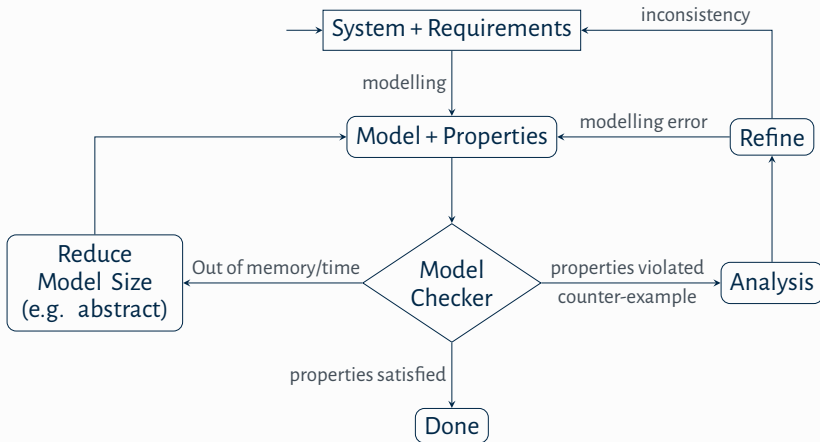 System + Requirements
inconsistency
modelling
Model + Properties
modelling error
Refine
Reduce
Model Size
(e.g. abstract)
Out of memory/time
Model
Checker
properties violated
counter-example
Analysis
properties satisfied
Done